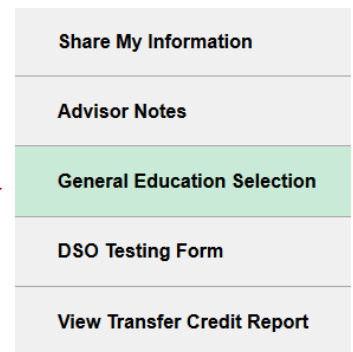 Share My Information
Advisor Notes
General Education Selection
DSO Testing Form
View Transfer Credit Report